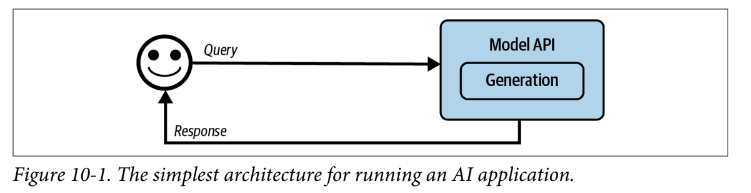 Query
Model API
Generation
Response
Figure 10-1. The simplest architecture for running an AI application.